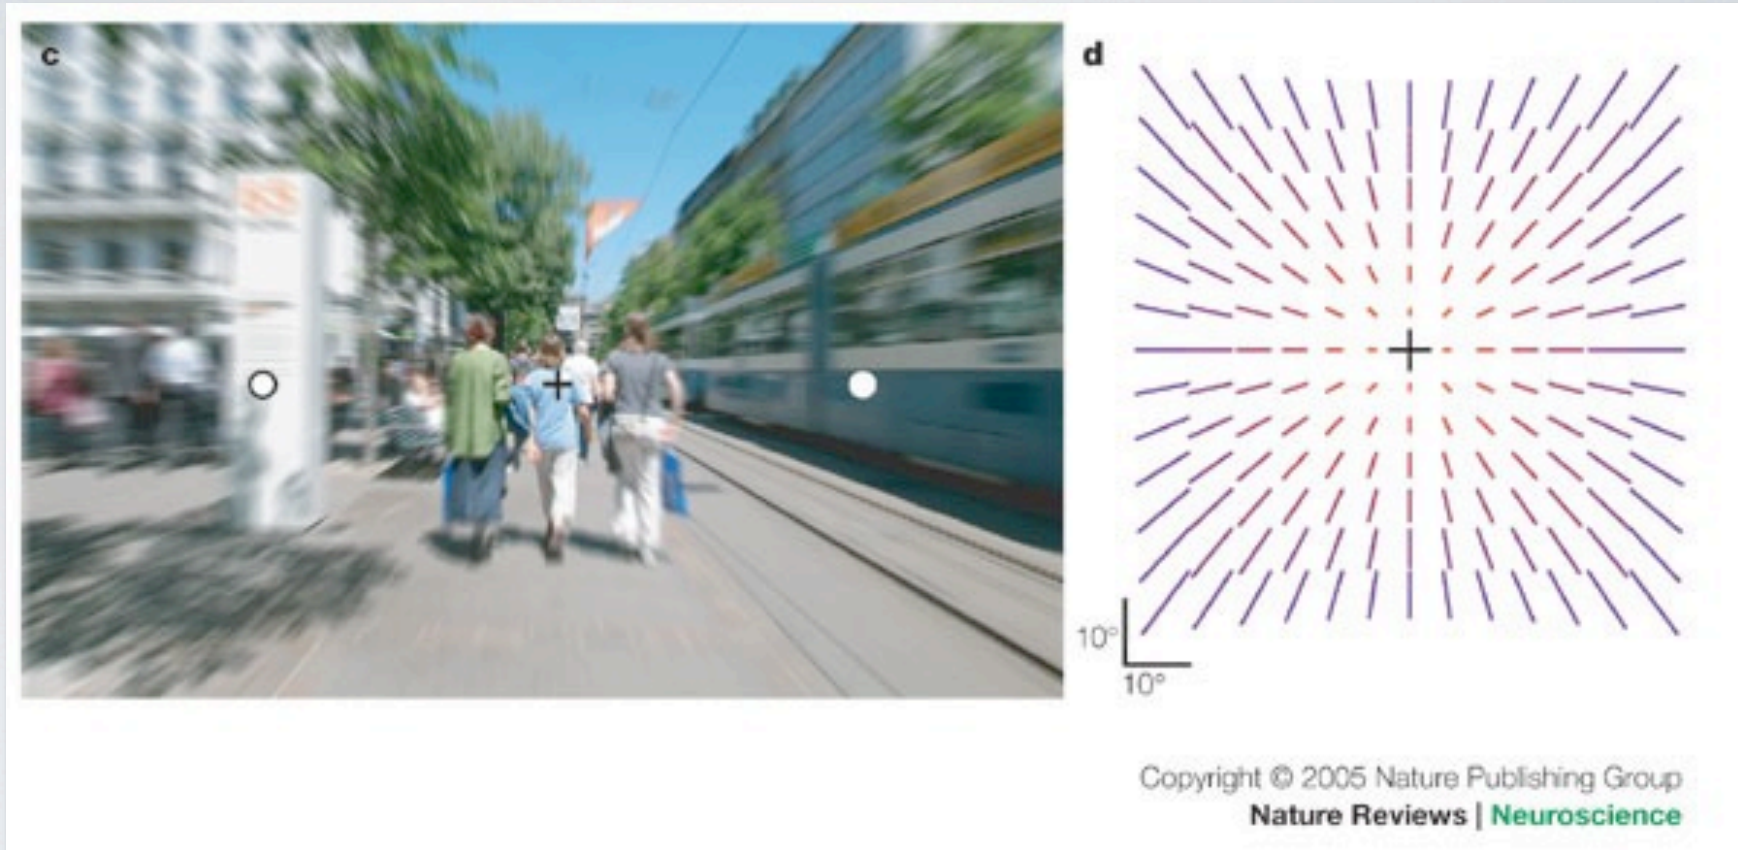 c
d
10°
10°
Copyright © 2005 Nature Publishing Group
Nature Reviews | Neuroscience